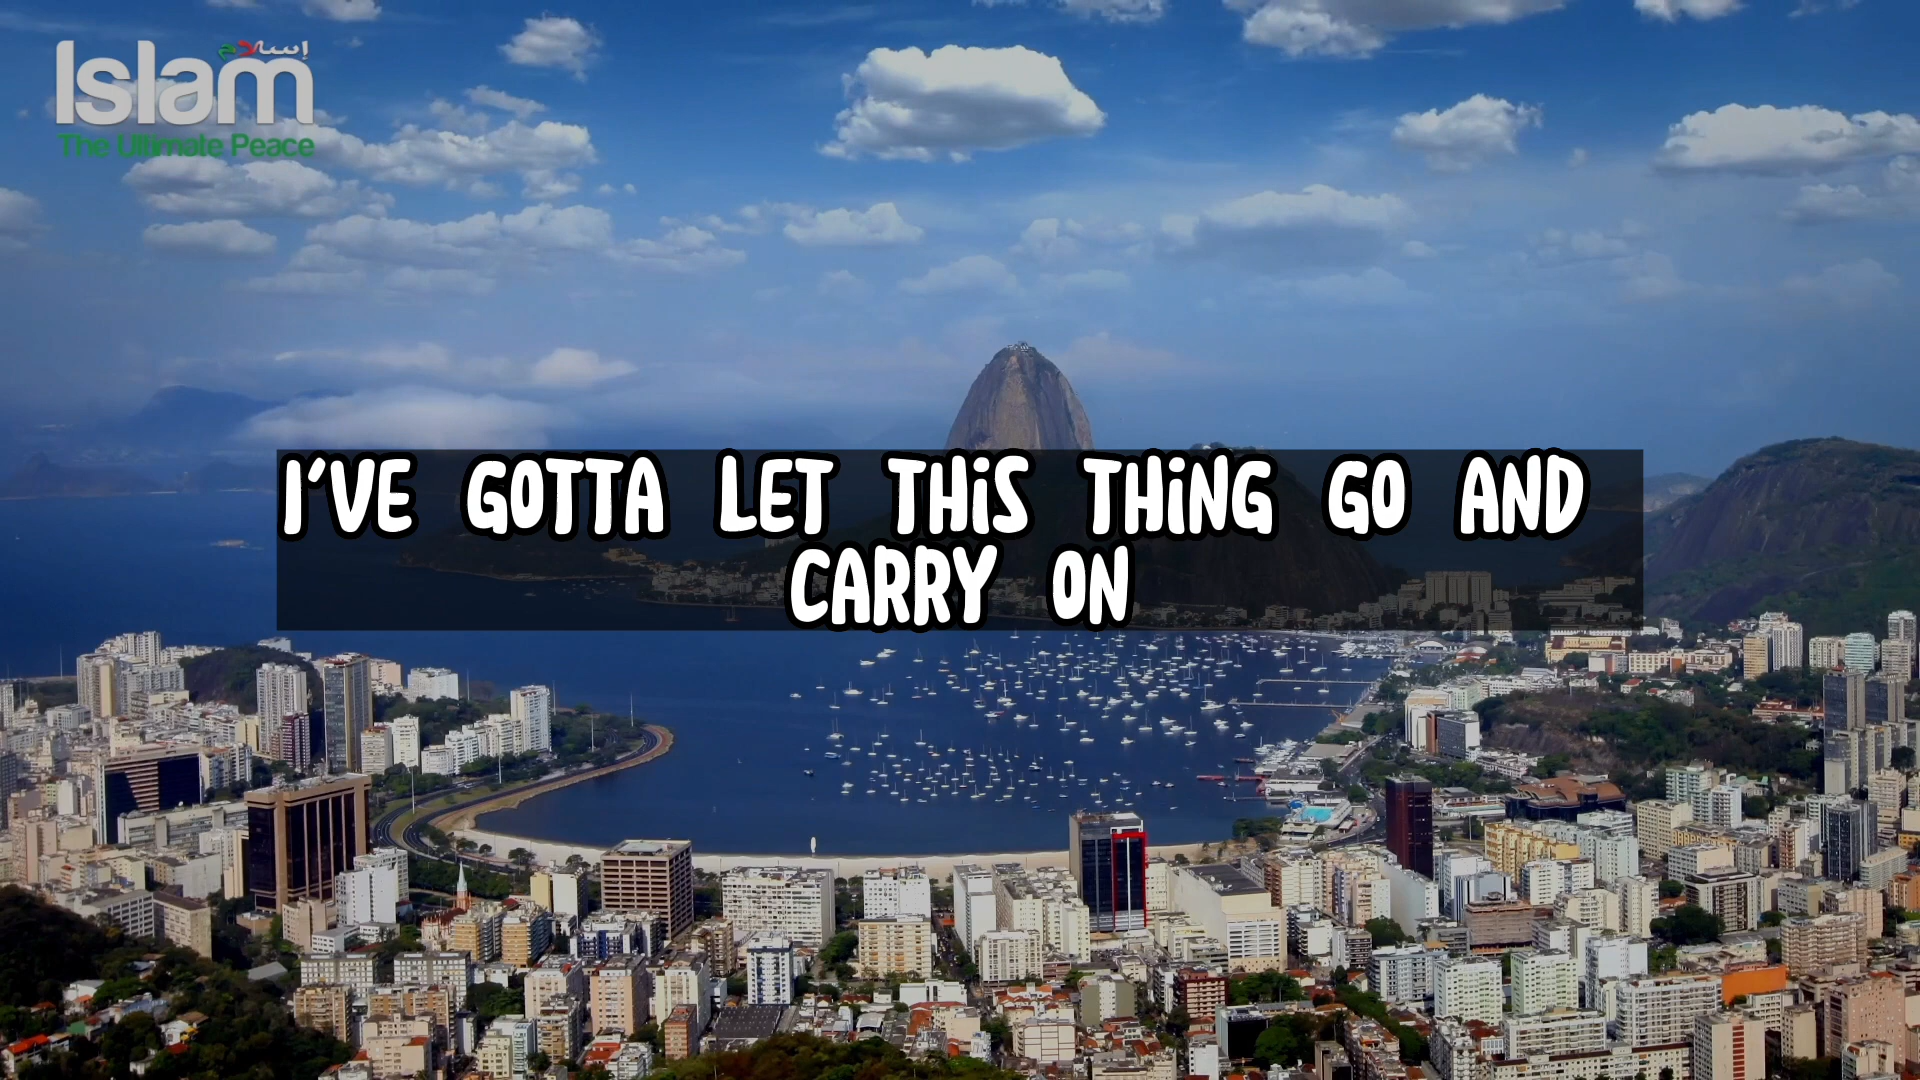 إسلام
Islam
The Ultimate Peace
I'VE GOTTA LET THIS THING GO AND
CARRY ON